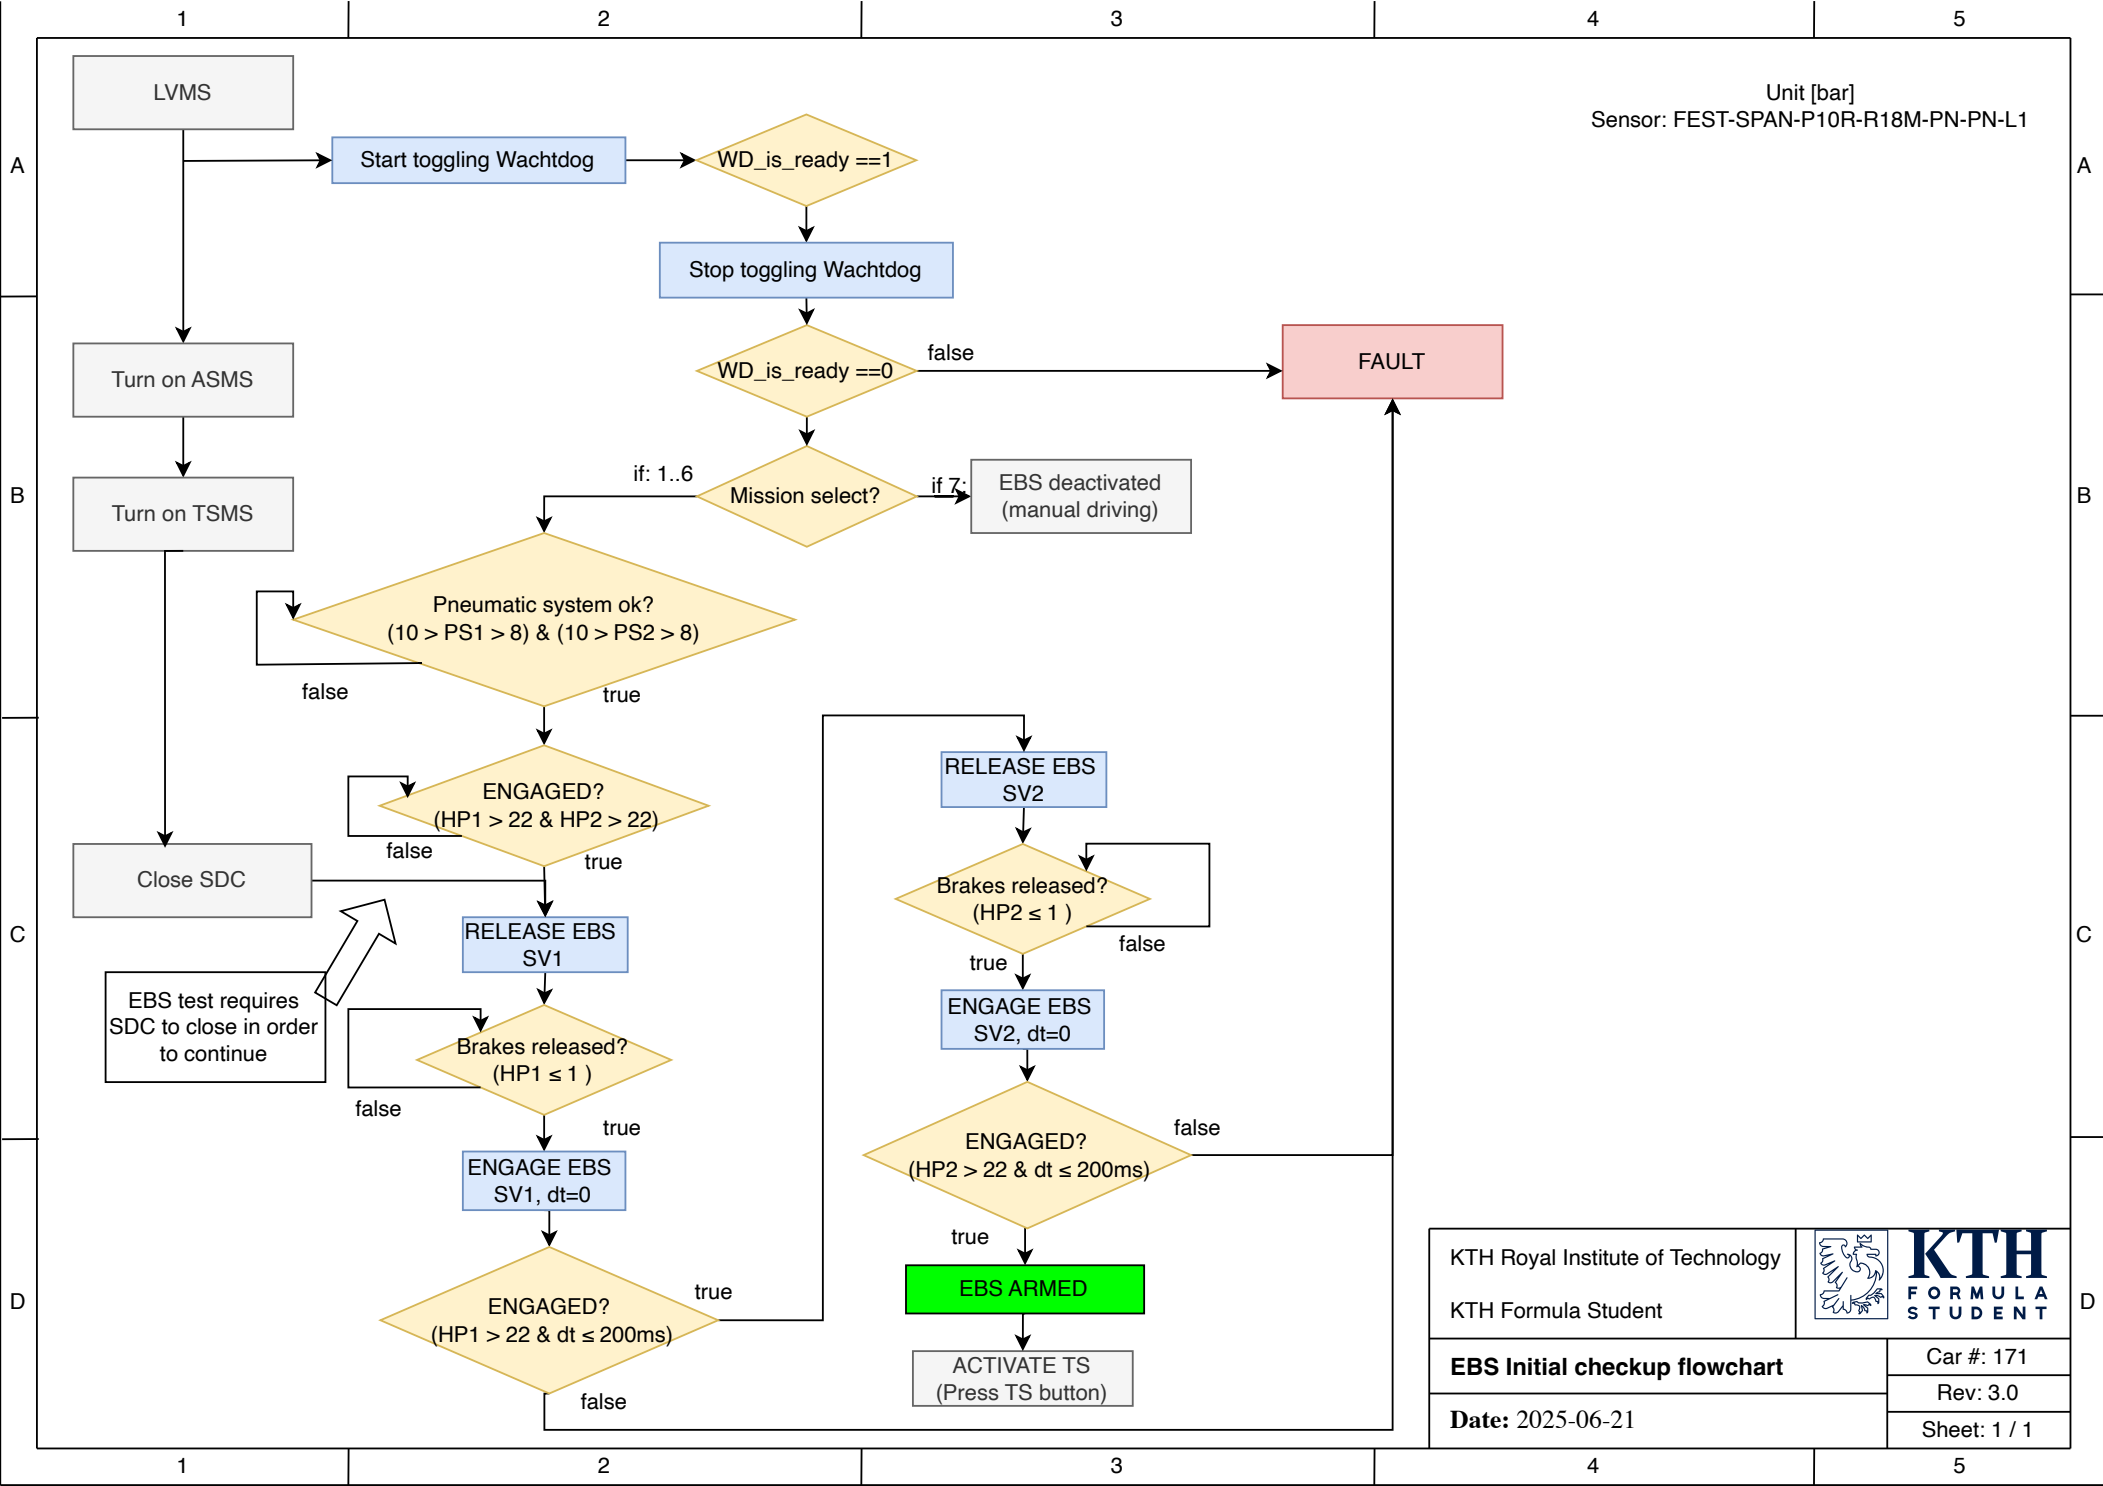 1
2
3
4
5
A
A
B
B
C
C
D
D
LVMS
Unit [bar]
Sensor: FEST-SPAN-P10R-R18M-PN-PN-L1
Start toggling Wachtdog
WD_is_ready ==1
Stop toggling Wachtdog
WD_is_ready ==0
false
FAULT
Turn on ASMS
Turn on TSMS
if: 1..6
Mission select?
if 7:
EBS deactivated
(manual driving)
Pneumatic system ok?
(10 > PS1 > 8) & (10 > PS2 > 8)
false
true
ENGAGED?
(HP1 > 22 & HP2 > 22)
false
true
Close SDC
EBS test requires
SDC to close in order
to continue
RELEASE EBS
SV1
Brakes released?
(HP1 ≤ 1 )
false
true
ENGAGE EBS
SV1, dt=0
ENGAGED?
(HP1 > 22 & dt ≤ 200ms)
true
false
RELEASE EBS
SV2
Brakes released?
(HP2 ≤ 1 )
false
true
ENGAGE EBS
SV2, dt=0
ENGAGED?
(HP2 > 22 & dt ≤ 200ms)
false
true
EBS ARMED
ACTIVATE TS
(Press TS button)
KTH Royal Institute of Technology
KTH Formula Student
KTH
FORMULA
STUDENT
EBS Initial checkup flowchart
Car #: 171
Rev: 3.0
Date: 2025-06-21
Sheet: 1 / 1
1
2
3
4
5